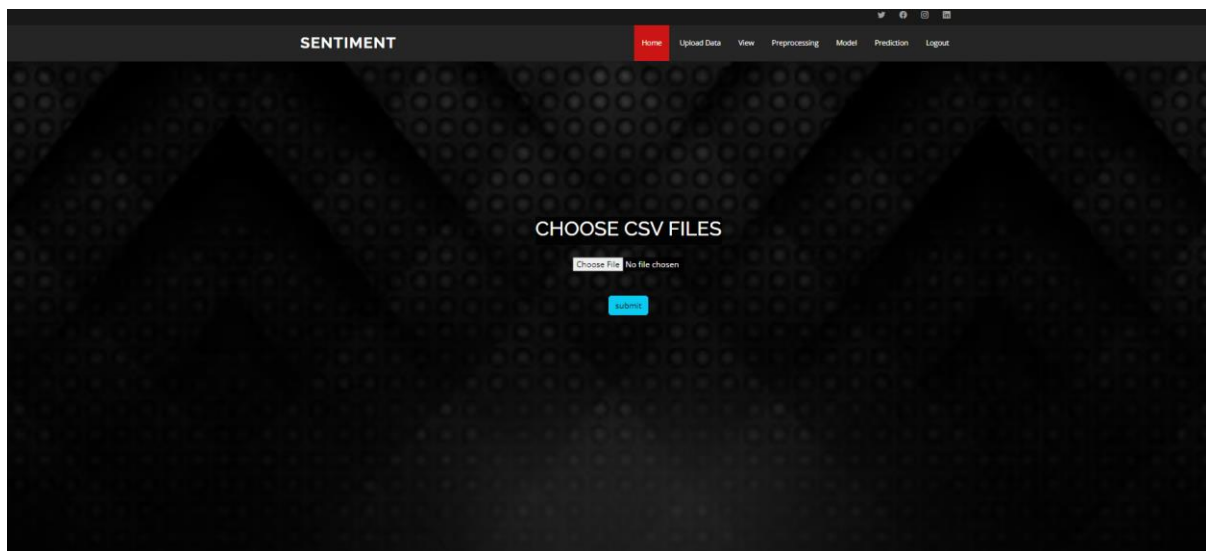 SENTIMENT
Home Upload Data View Preprocessing Model Prediction Logout
CHOOSE CSV FILES
Choose File No file chosen
submit